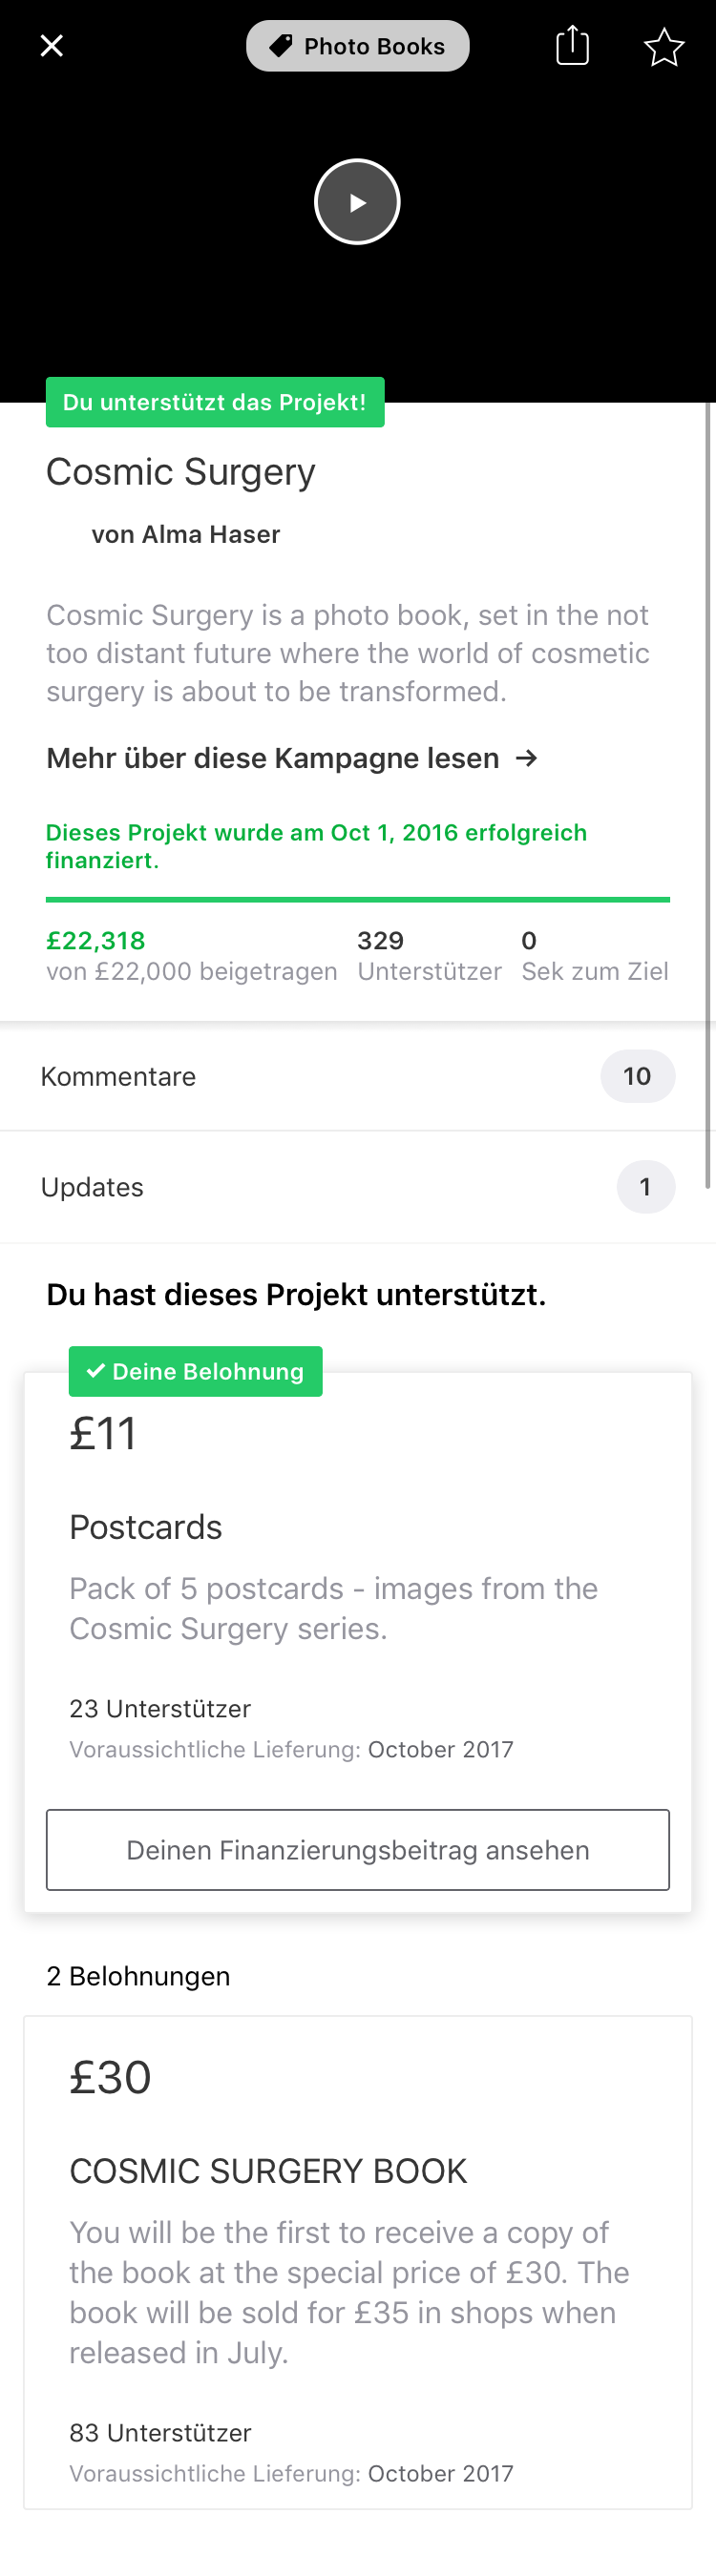 Photo Books
Du unterstützt das Projekt!
Cosmic Surgery
von Alma Haser
Cosmic Surgery is a photo book, set in the not
too distant future where the world of cosmetic
surgery is about to be transformed.
Mehr über diese Kampagne lesen →
Dieses Projekt wurde am Oct 1, 2016 erfolgreich
finanziert.
£22,318 329 0
von £22,000 beigetragen Unterstützer Sek zum Ziel
Kommentare 10
Updates 1
Du hast dieses Projekt unterstützt.
✓ Deine Belohnung
£11
Postcards
Pack of 5 postcards - images from the
Cosmic Surgery series.
23 Unterstützer
Voraussichtliche Lieferung: October 2017
Deinen Finanzierungsbeitrag ansehen
2 Belohnungen
£30
COSMIC SURGERY BOOK
You will be the first to receive a copy of
the book at the special price of £30. The
book will be sold for £35 in shops when
released in July.
83 Unterstützer
Voraussichtliche Lieferung: October 2017